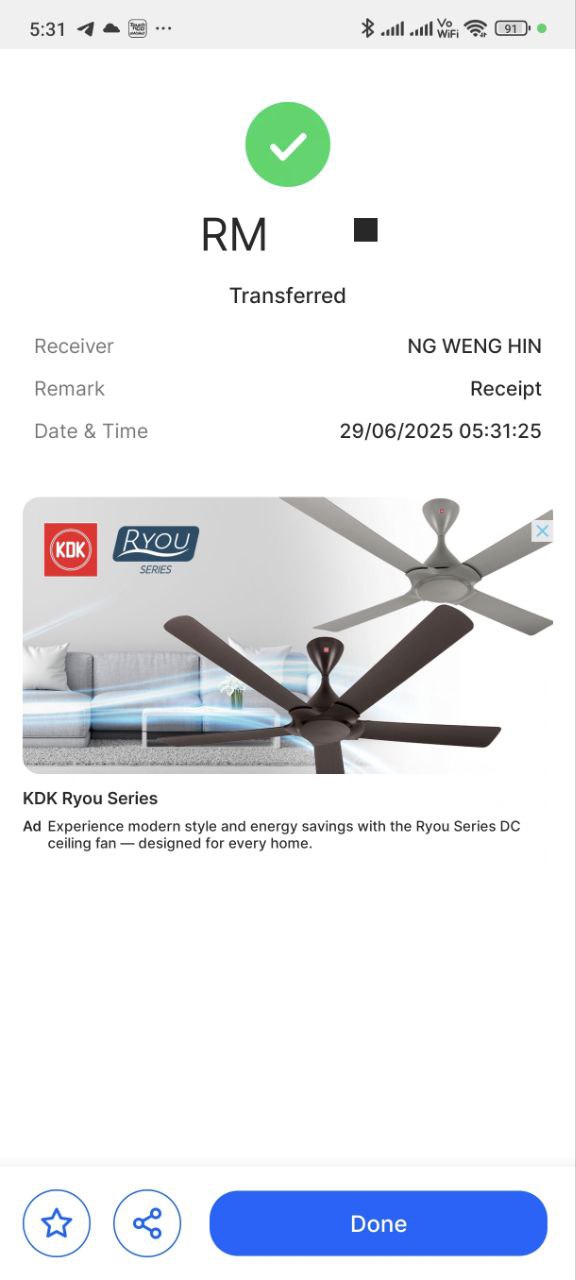 5:31
Vo
WiFi
91
RM
Transferred
Receiver NG WENG HIN
Remark Receipt
Date & Time 29/06/2025 05:31:25
KDK RYOU
SERIES
KDK Ryou Series
Ad Experience modern style and energy savings with the Ryou Series DC
ceiling fan — designed for every home.
Done